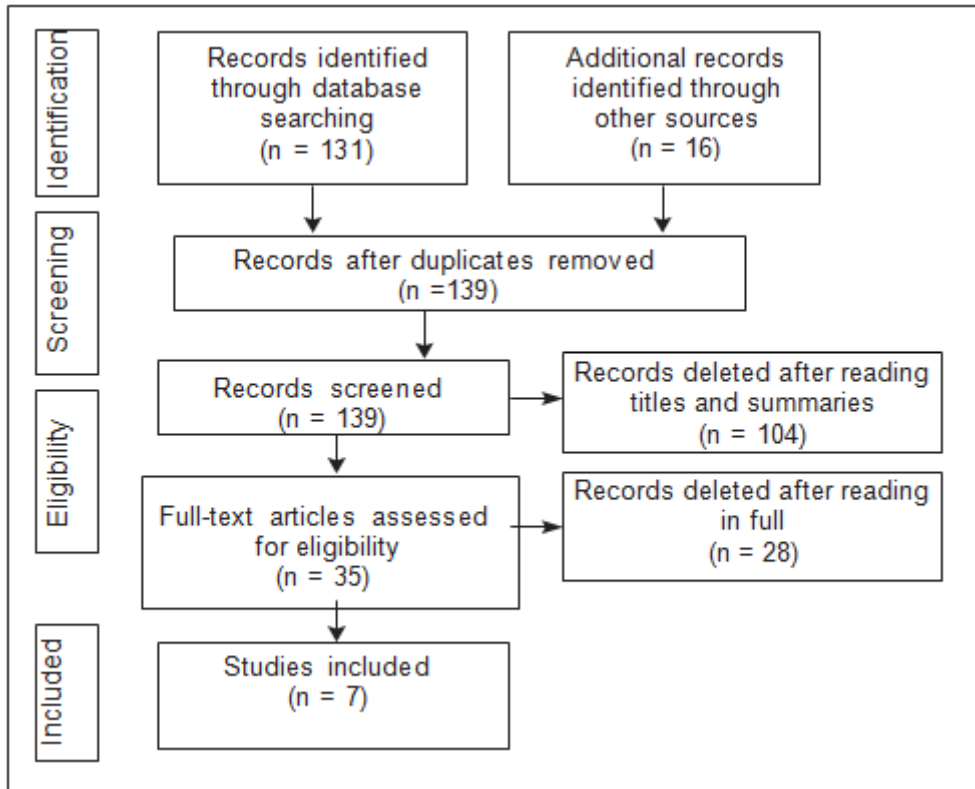 Identification
Records identified
through database
searching
(n = 131)
Additional records
identified through
other sources
(n = 16)
Screening
Records after duplicates removed
(n =139)
Records screened
(n = 139)
Records deleted after reading
titles and summaries
(n = 104)
Eligibility
Full-text articles assessed
for eligibility
(n = 35)
Records deleted after reading
in full
(n = 28)
Included
Studies included
(n = 7)